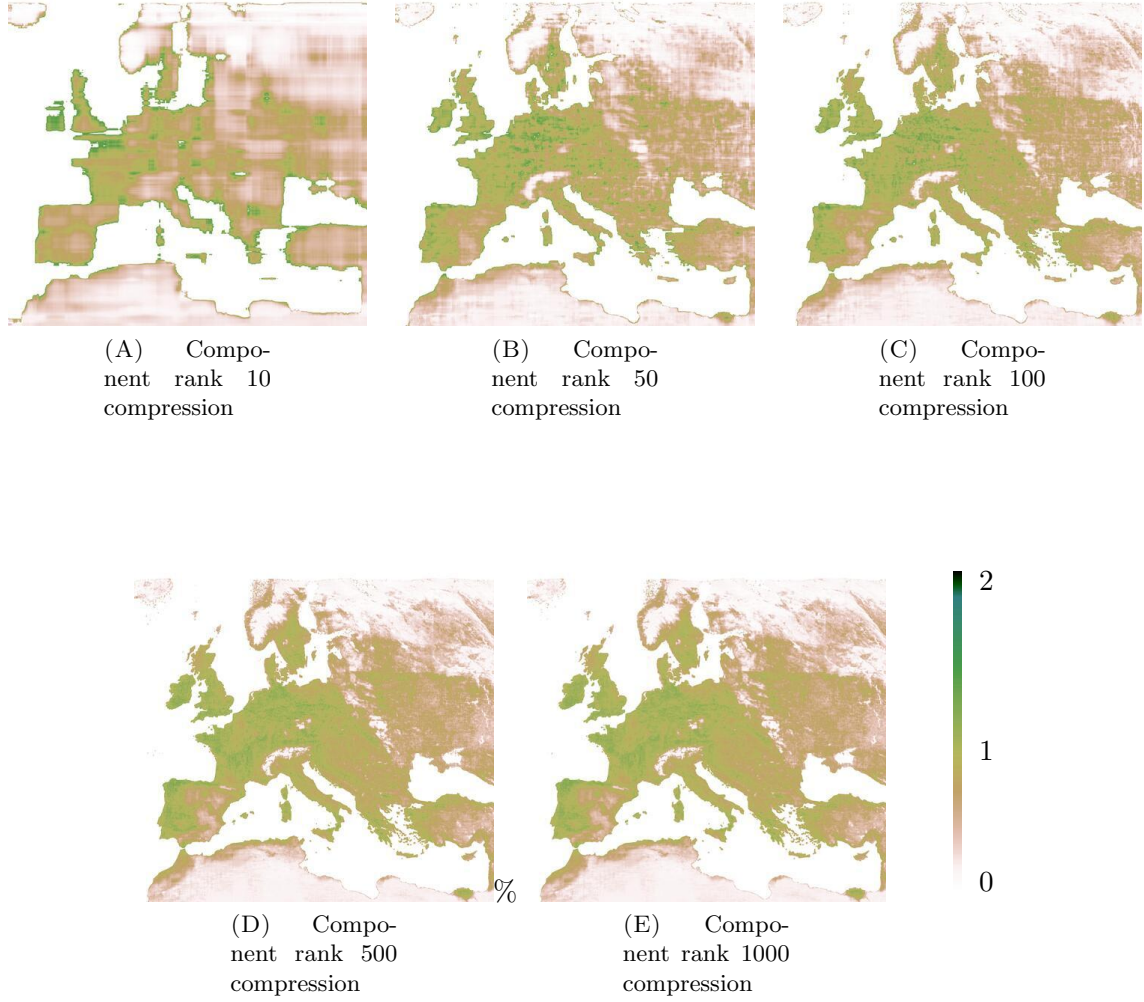 (A) Compo-
nent rank 10
compression
(B) Compo-
nent rank 50
compression
(C) Compo-
nent rank 100
compression
2
1
0
%
(D) Compo-
nent rank 500
compression
(E) Compo-
nent rank 1000
compression